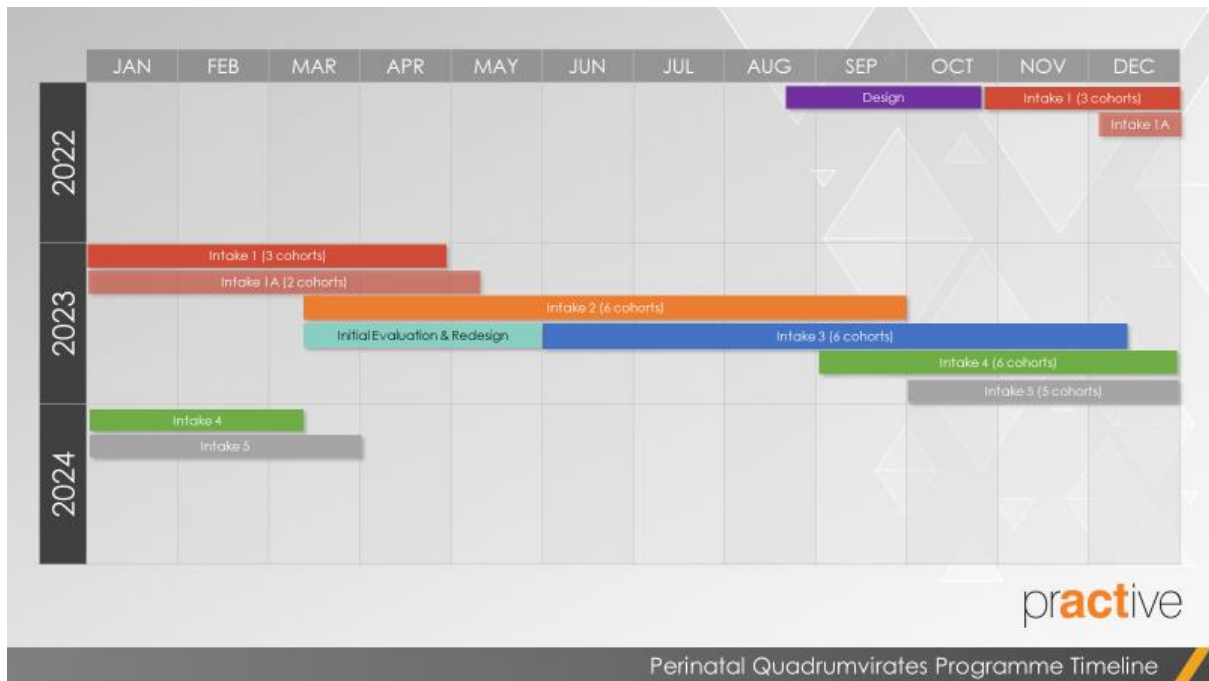 JAN FEB MAR APR MAY JUN JUL AUG SEP OCT NOV DEC
2022
Design
Intake 1 (3 cohorts)
Intake 1A
2023
Intake 1 (3 cohorts)
Intake 1A (2 cohorts)
Intake 2 (6 cohorts)
Initial Evaluation & Redesign
Intake 3 (6 cohorts)
Intake 4 (6 cohorts)
Intake 5 (5 cohorts)
2024
Intake 4
Intake 5
practive
Perinatal Quadrumvirates Programme Timeline